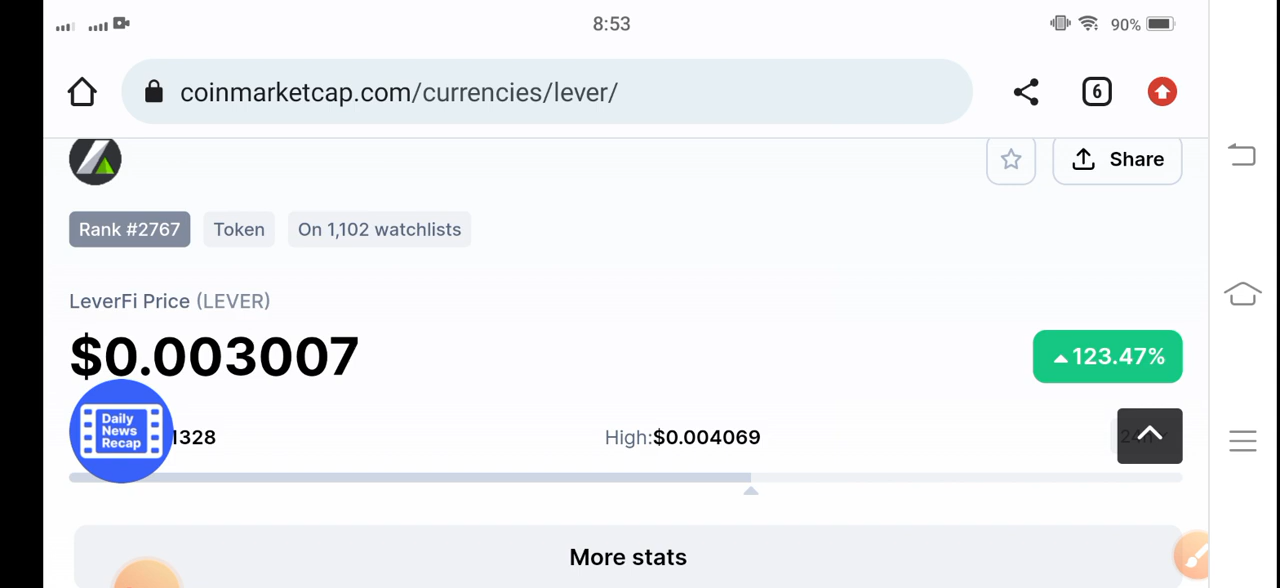 8:53
90%
coinmarketcap.com/currencies/lever/
6
Share
Rank #2767
Token
On 1,102 watchlists
LeverFi Price (LEVER)
$0.003007
123.47%
Daily
News
Recap
1328
High:$0.004069
More stats